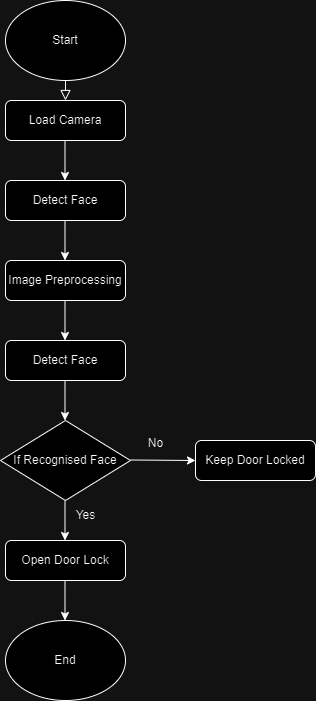 Start
Load Camera
Detect Face
Image Preprocessing
Detect Face
If Recognised Face
No
Keep Door Locked
Yes
Open Door Lock
End